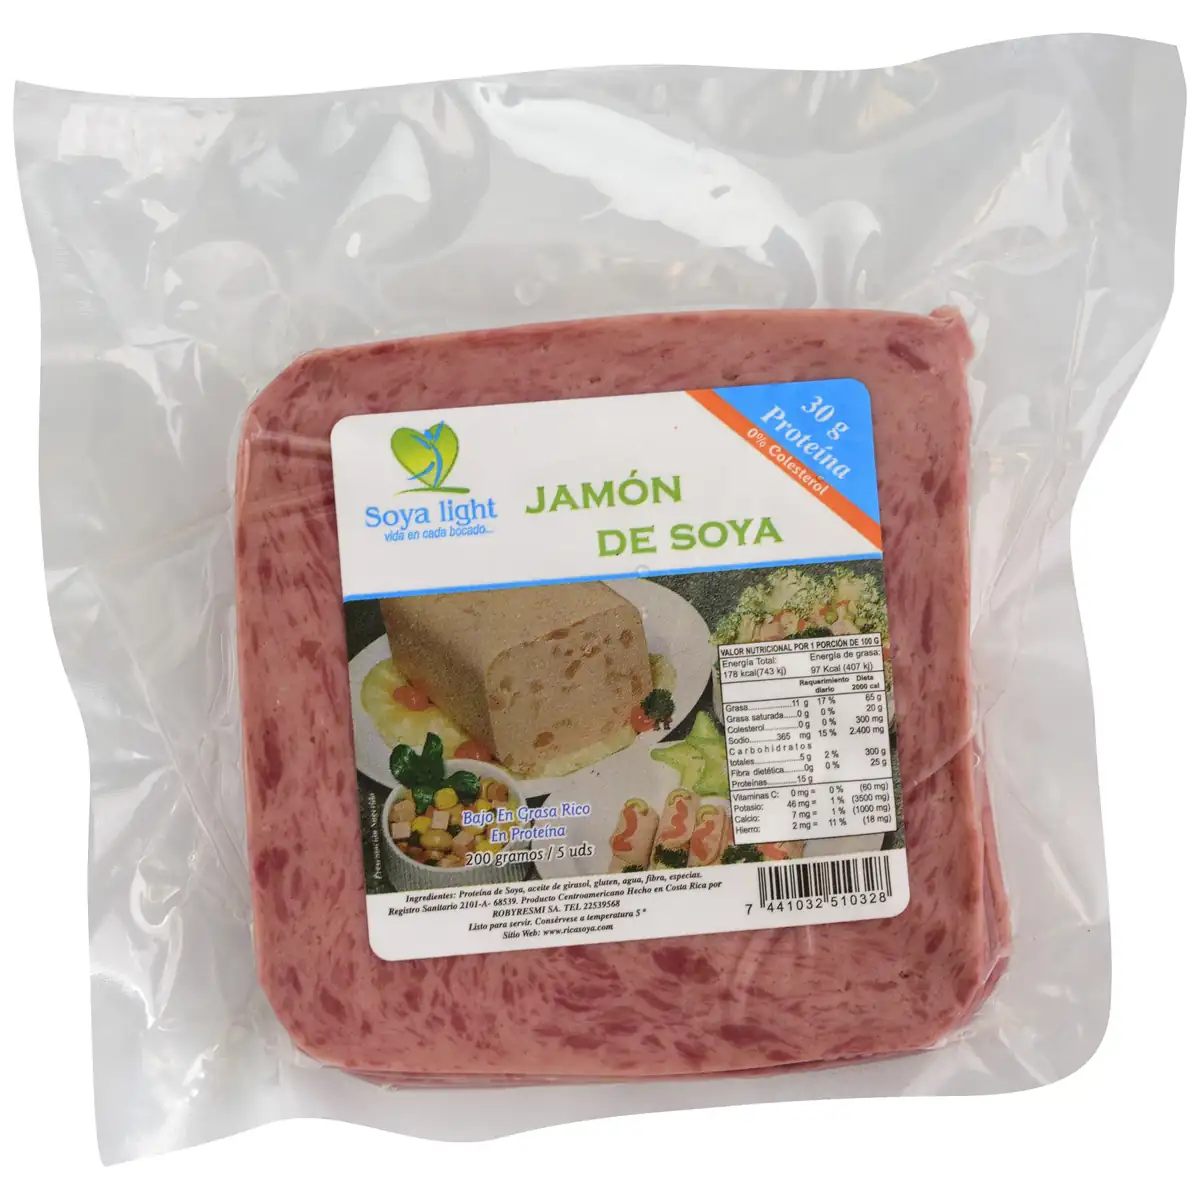 Soya light
vida en cada bocado...
JAMÓN
DE SOYA
30 g
Proteína
0% Colesterol
VALOR NUTRICIONAL POR 1 PORCIÓN DE 100 G
Energía Total: Energía de grasa:
178 kcal(743 kj) 97 Kcal (407 kj)
Requerimiento Dieta
diario 2000 cal
Grasa..............11 g 17 % 65 g
Grasa saturada.....0 g 0 % 20 g
Colesterol.........0 g 0 % 300 mg
Sodio..........365 mg 15 % 2.400 mg
Carbohidratos
totales............5 g 2 % 300 g
Fibra dietética......0g 0 % 25 g
Proteínas..........15 g
Vitaminas C: 0 mg = 0 % (60 mg)
Potasio: 46 mg = 1 % (3500 mg)
Calcio: 7 mg = 1 % (1000 mg)
Hierro: 2 mg = 11 % (18 mg)
Presentación Sugerida
Bajo En Grasa Rico
En Proteína
200 gramos / 5 uds
Ingredientes: Proteína de Soya, aceite de girasol, gluten, agua, fibra, especias.
Registro Sanitario 2101-A- 68539. Producto Centroamericano Hecho en Costa Rica por
ROBYRESMI SA. TEL 22539568
Listo para servir. Consérvese a temperatura 5 °
Sitio Web: www.ricasoya.com
7 441032 510328